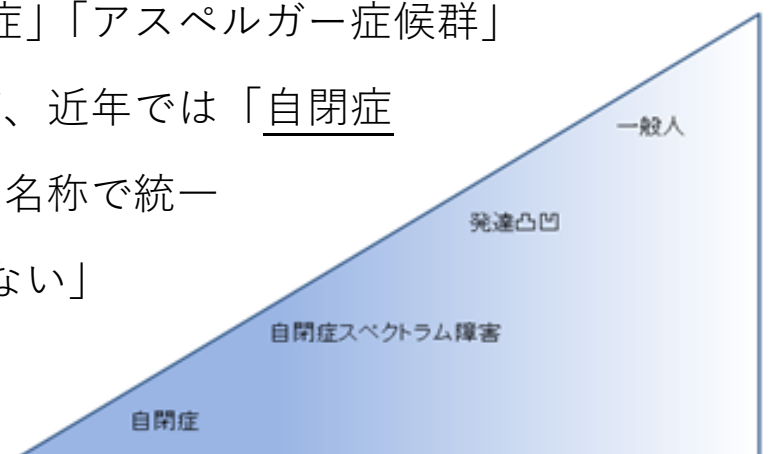 症」「アスペルガー症候群」
、近年では「自閉症
名称で統一
ない」
一般人
発達凸凹
自閉症スペクトラム障害
自閉症